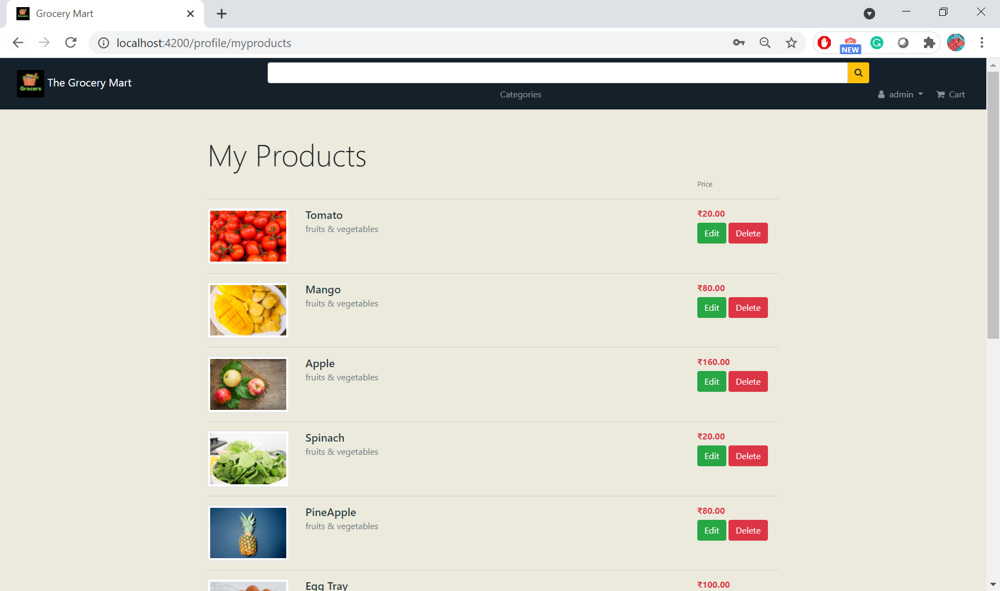 Grocery Mart
localhost:4200/profile/myproducts
NEW
Grocers
The Grocery Mart
Categories
admin
Cart
My Products
Price
Tomato
₹20.00
fruits & vegetables
Edit Delete
Mango
₹80.00
fruits & vegetables
Edit Delete
Apple
₹160.00
fruits & vegetables
Edit Delete
Spinach
₹20.00
fruits & vegetables
Edit Delete
PineApple
₹80.00
fruits & vegetables
Edit Delete
Egg Tray
₹100.00